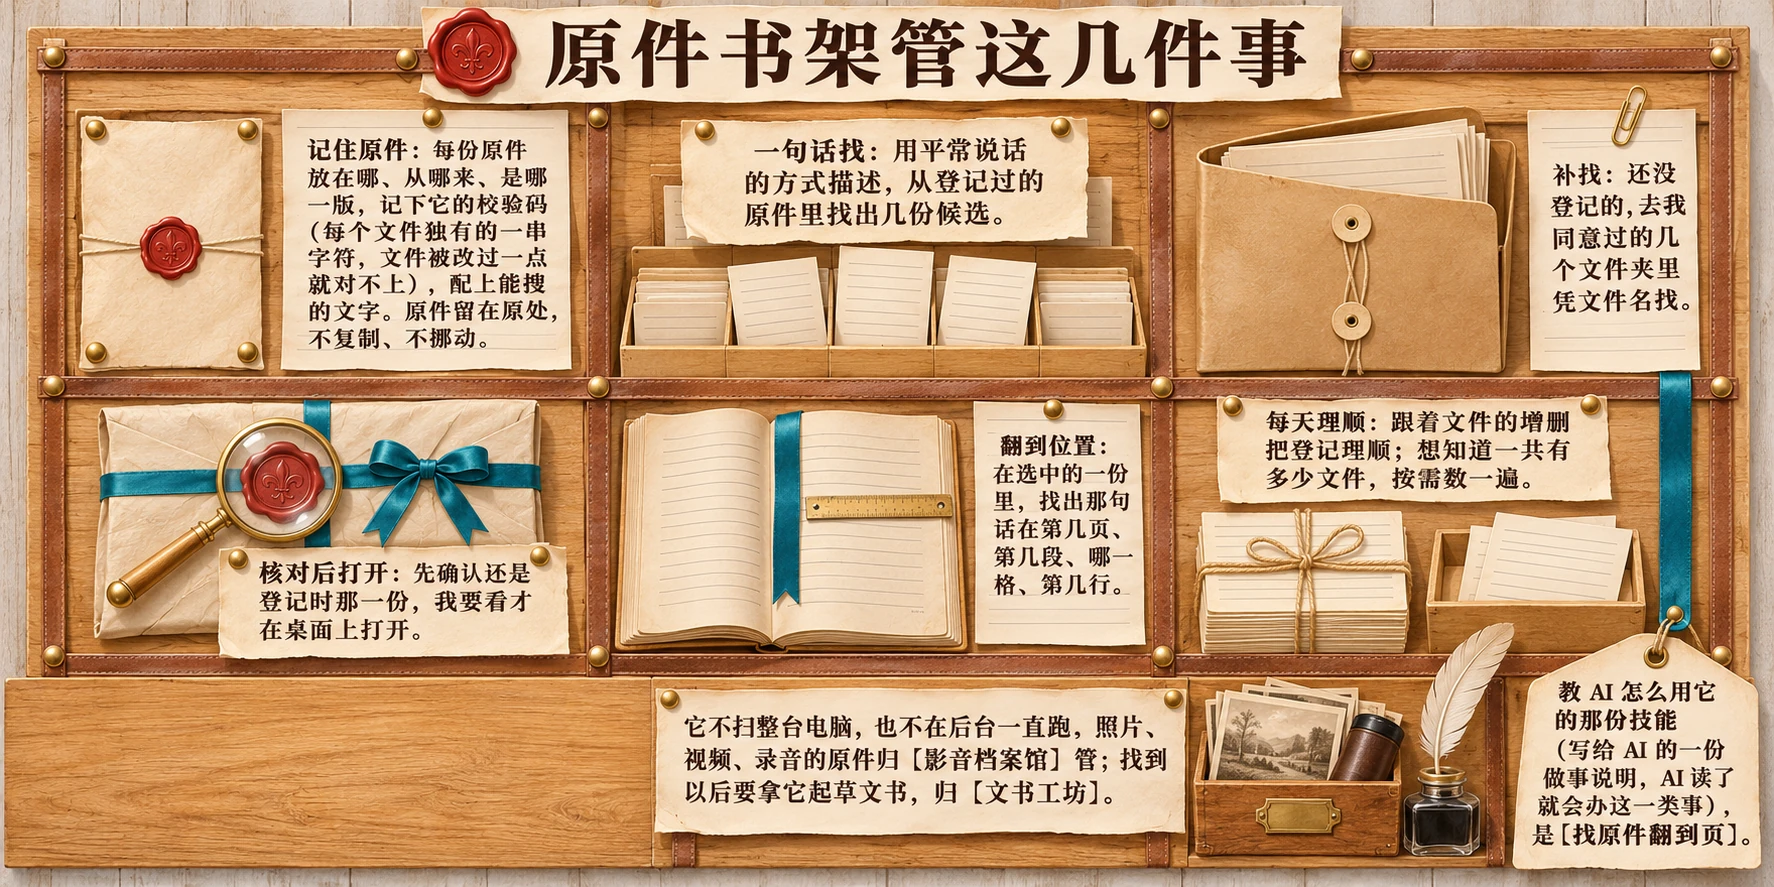 原件书架管这几件事
记住原件：每份原件
放在哪、从哪来、是哪
一版，记下它的校验码
（每个文件独有的一串
字符，文件被改过一点
就对不上），配上能搜
的文字。原件留在原处，
不复制、不挪动。
一句话找：用平常说话
的方式描述，从登记过的
原件里找出几份候选。
补找：还没
登记的，去我
同意过的几
个文件夹里
凭文件名找。
核对后打开：先确认还是
登记时那一份，我要看才
在桌面上打开。
翻到位置：
在选中的一份
里，找出那句
话在第几页、
第几段、哪一
格、第几行。
每天理顺：跟着文件的增删
把登记理顺；想知道一共有
多少文件，按需数一遍。
它不扫整台电脑，也不在后台一直跑，照片、
视频、录音的原件归【影音档案馆】管；找到
以后要拿它起草文书，归【文书工坊】。
教 AI 怎么用它
的那份技能
（写给 AI 的一份
做事说明，AI 读了
就会办这一类事），
是【找原件翻到页】。